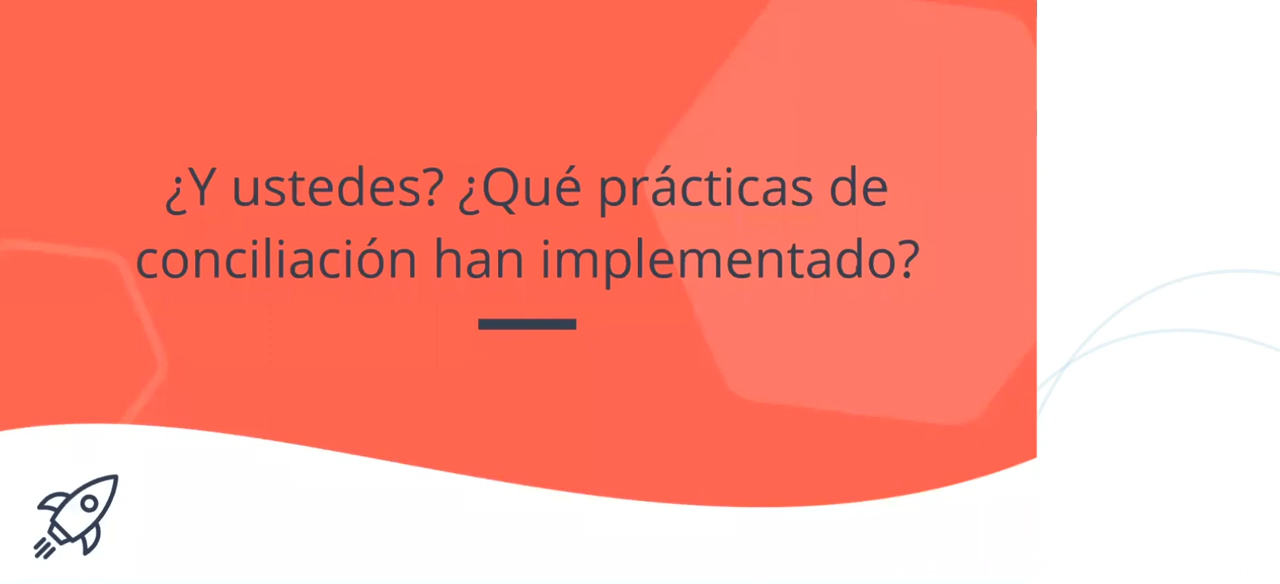 ¿Y ustedes? ¿Qué prácticas de
conciliación han implementado?